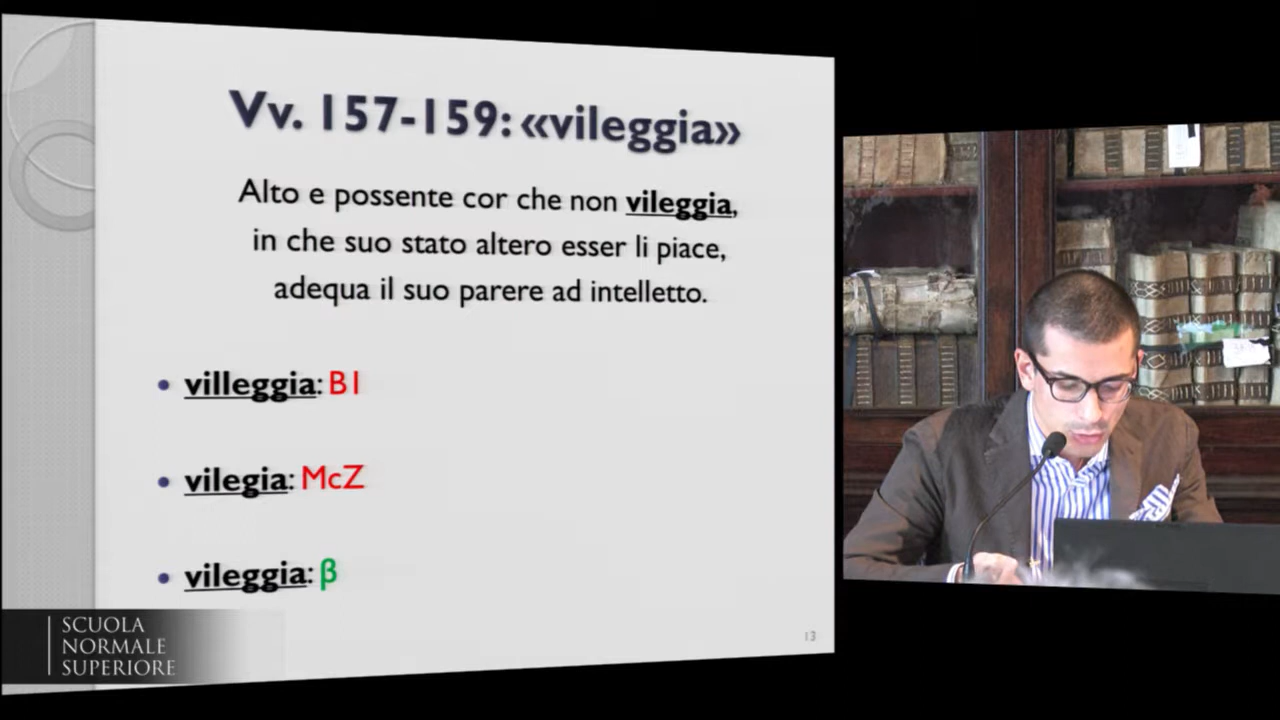 Vv. 157-159: «vileggia»
Alto e possente cor che non vileggia,
in che suo stato altero esser li piace,
adequa il suo parere ad intelletto.
• villeggia: B1
• vilegia: McZ
• vileggia: β
13
SCUOLA
NORMALE
SUPERIORE